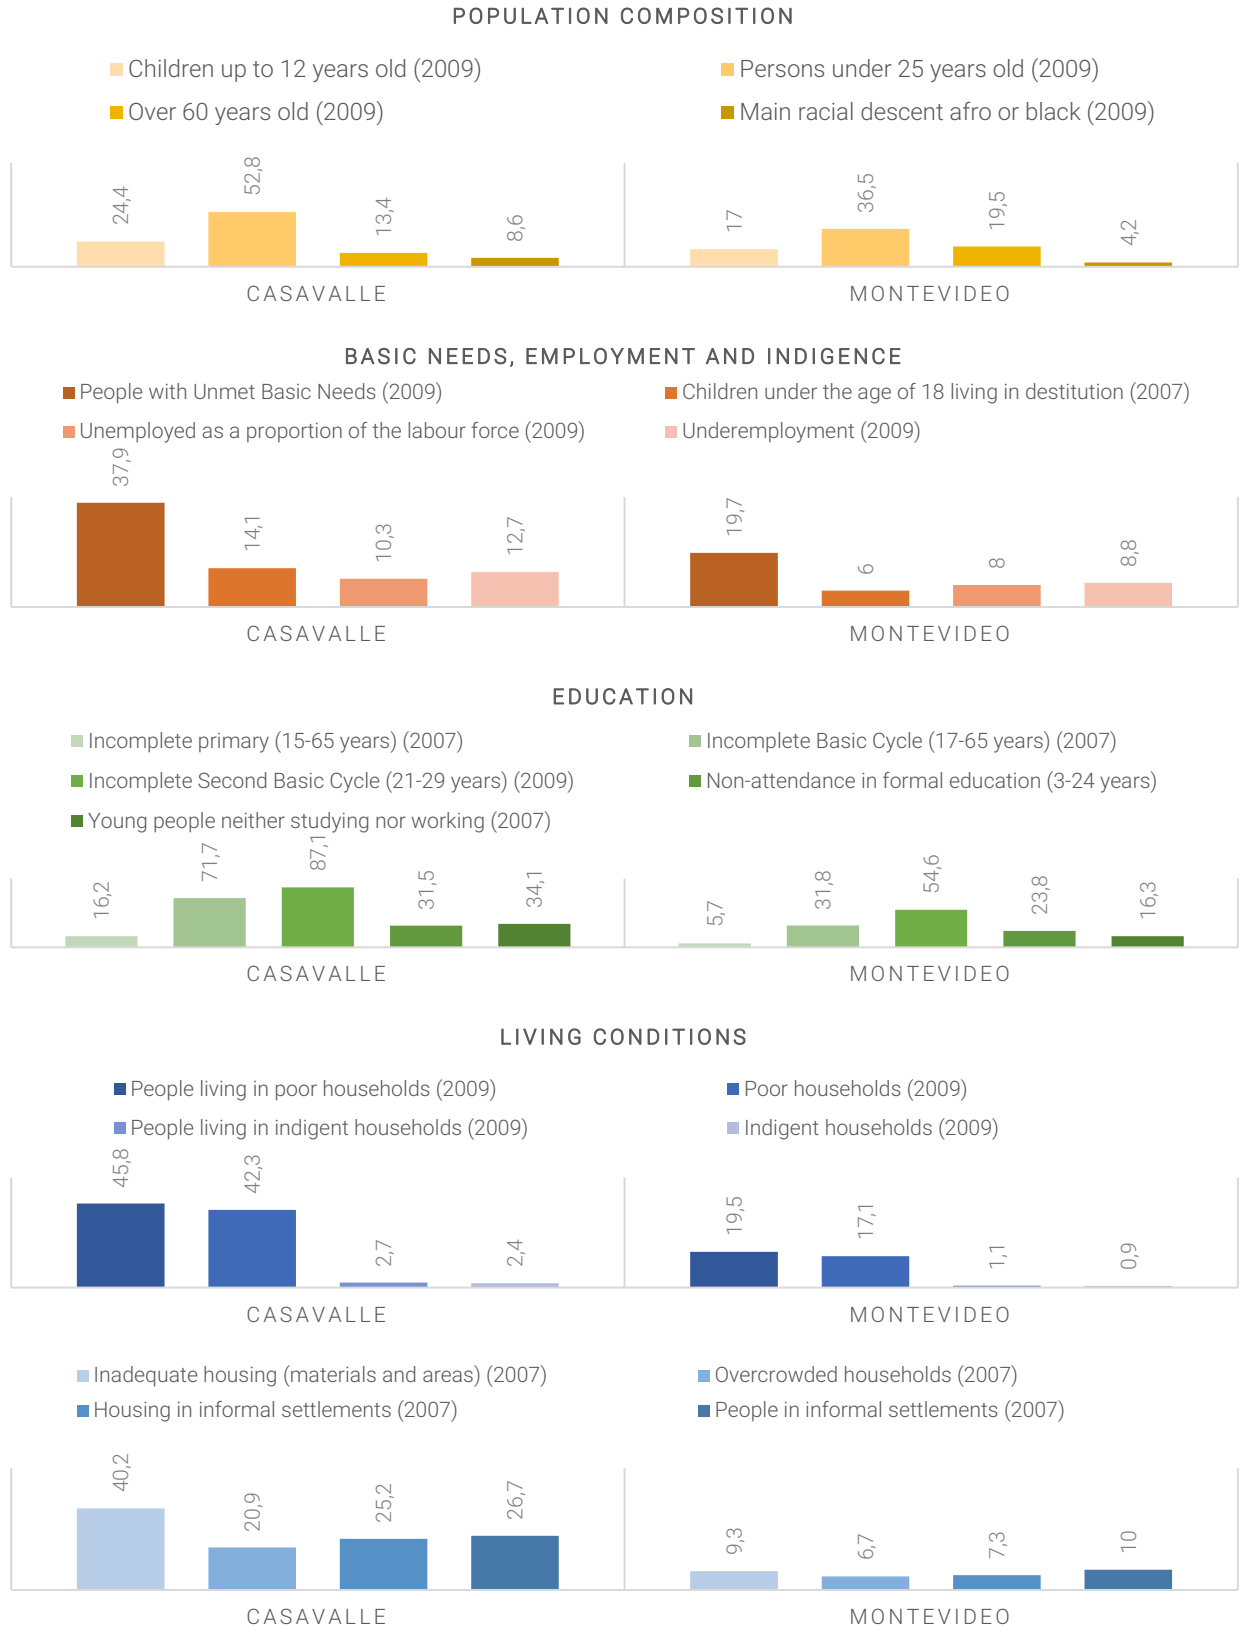 POPULATION COMPOSITION
Children up to 12 years old (2009)
Persons under 25 years old (2009)
Over 60 years old (2009)
Main racial descent afro or black (2009)
24,4
52,8
13,4
8,6
17
36,5
19,5
4,2
CASAVALLE
MONTEVIDEO
BASIC NEEDS, EMPLOYMENT AND INDIGENCE
People with Unmet Basic Needs (2009)
Children under the age of 18 living in destitution (2007)
Unemployed as a proportion of the labour force (2009)
Underemployment (2009)
37,9
14,1
10,3
12,7
19,7
6
8
8,8
CASAVALLE
MONTEVIDEO
EDUCATION
Incomplete primary (15-65 years) (2007)
Incomplete Basic Cycle (17-65 years) (2007)
Incomplete Second Basic Cycle (21-29 years) (2009)
Non-attendance in formal education (3-24 years)
Young people neither studying nor working (2007)
16,2
71,7
87,1
31,5
34,1
5,7
31,8
54,6
23,8
16,3
CASAVALLE
MONTEVIDEO
LIVING CONDITIONS
People living in poor households (2009)
Poor households (2009)
People living in indigent households (2009)
Indigent households (2009)
45,8
42,3
2,7
2,4
19,5
17,1
1,1
0,9
CASAVALLE
MONTEVIDEO
Inadequate housing (materials and areas) (2007)
Overcrowded households (2007)
Housing in informal settlements (2007)
People in informal settlements (2007)
40,2
20,9
25,2
26,7
9,3
6,7
7,3
10
CASAVALLE
MONTEVIDEO